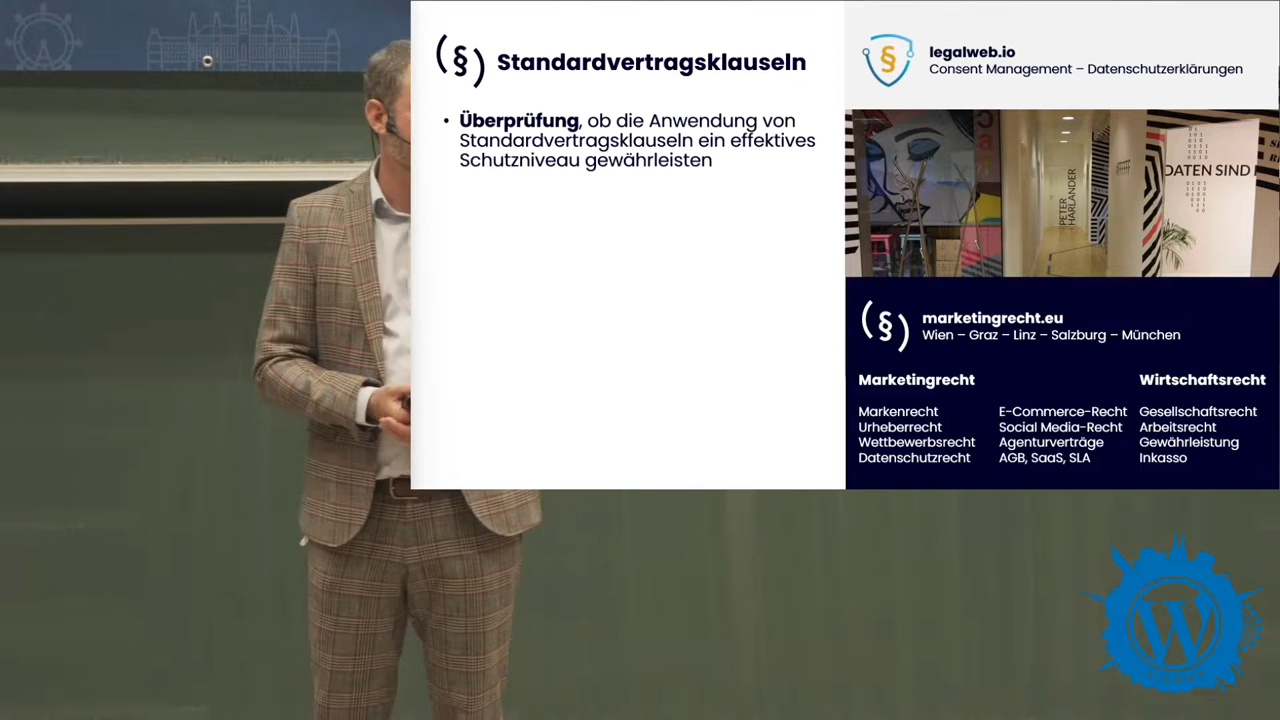 (§) Standardvertragsklauseln
• Überprüfung, ob die Anwendung von
Standardvertragsklauseln ein effektives
Schutzniveau gewährleisten
§
legalweb.io
Consent Management – Datenschutzerklärungen
PETER
HARLANDER
DATEN SIND
(§)
marketingrecht.eu
Wien – Graz – Linz – Salzburg – München
Marketingrecht
Markenrecht
Urheberrecht
Wettbewerbsrecht
Datenschutzrecht
E-Commerce-Recht
Social Media-Recht
Agenturverträge
AGB, SaaS, SLA
Wirtschaftsrecht
Gesellschaftsrecht
Arbeitsrecht
Gewährleistung
Inkasso
W